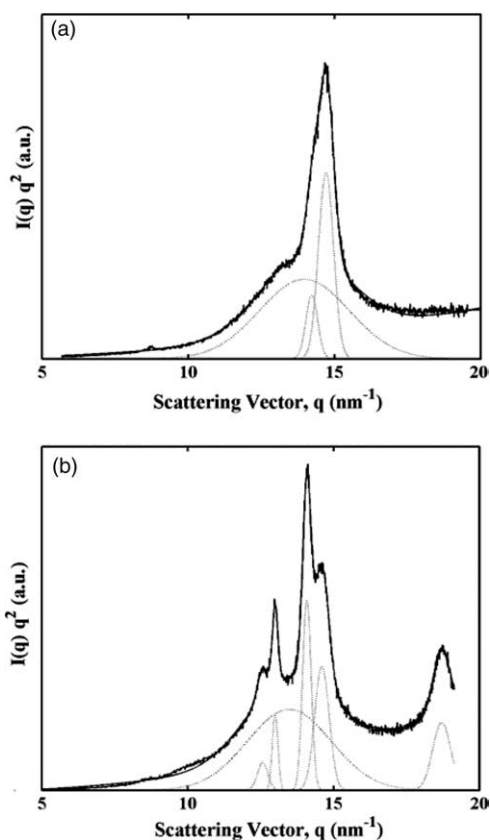 (a)
I(q) q² (a.u.)
5 10 15 20
Scattering Vector, q (nm⁻¹)
(b)
I(q) q² (a.u.)
5 10 15 20
Scattering Vector, q (nm⁻¹)